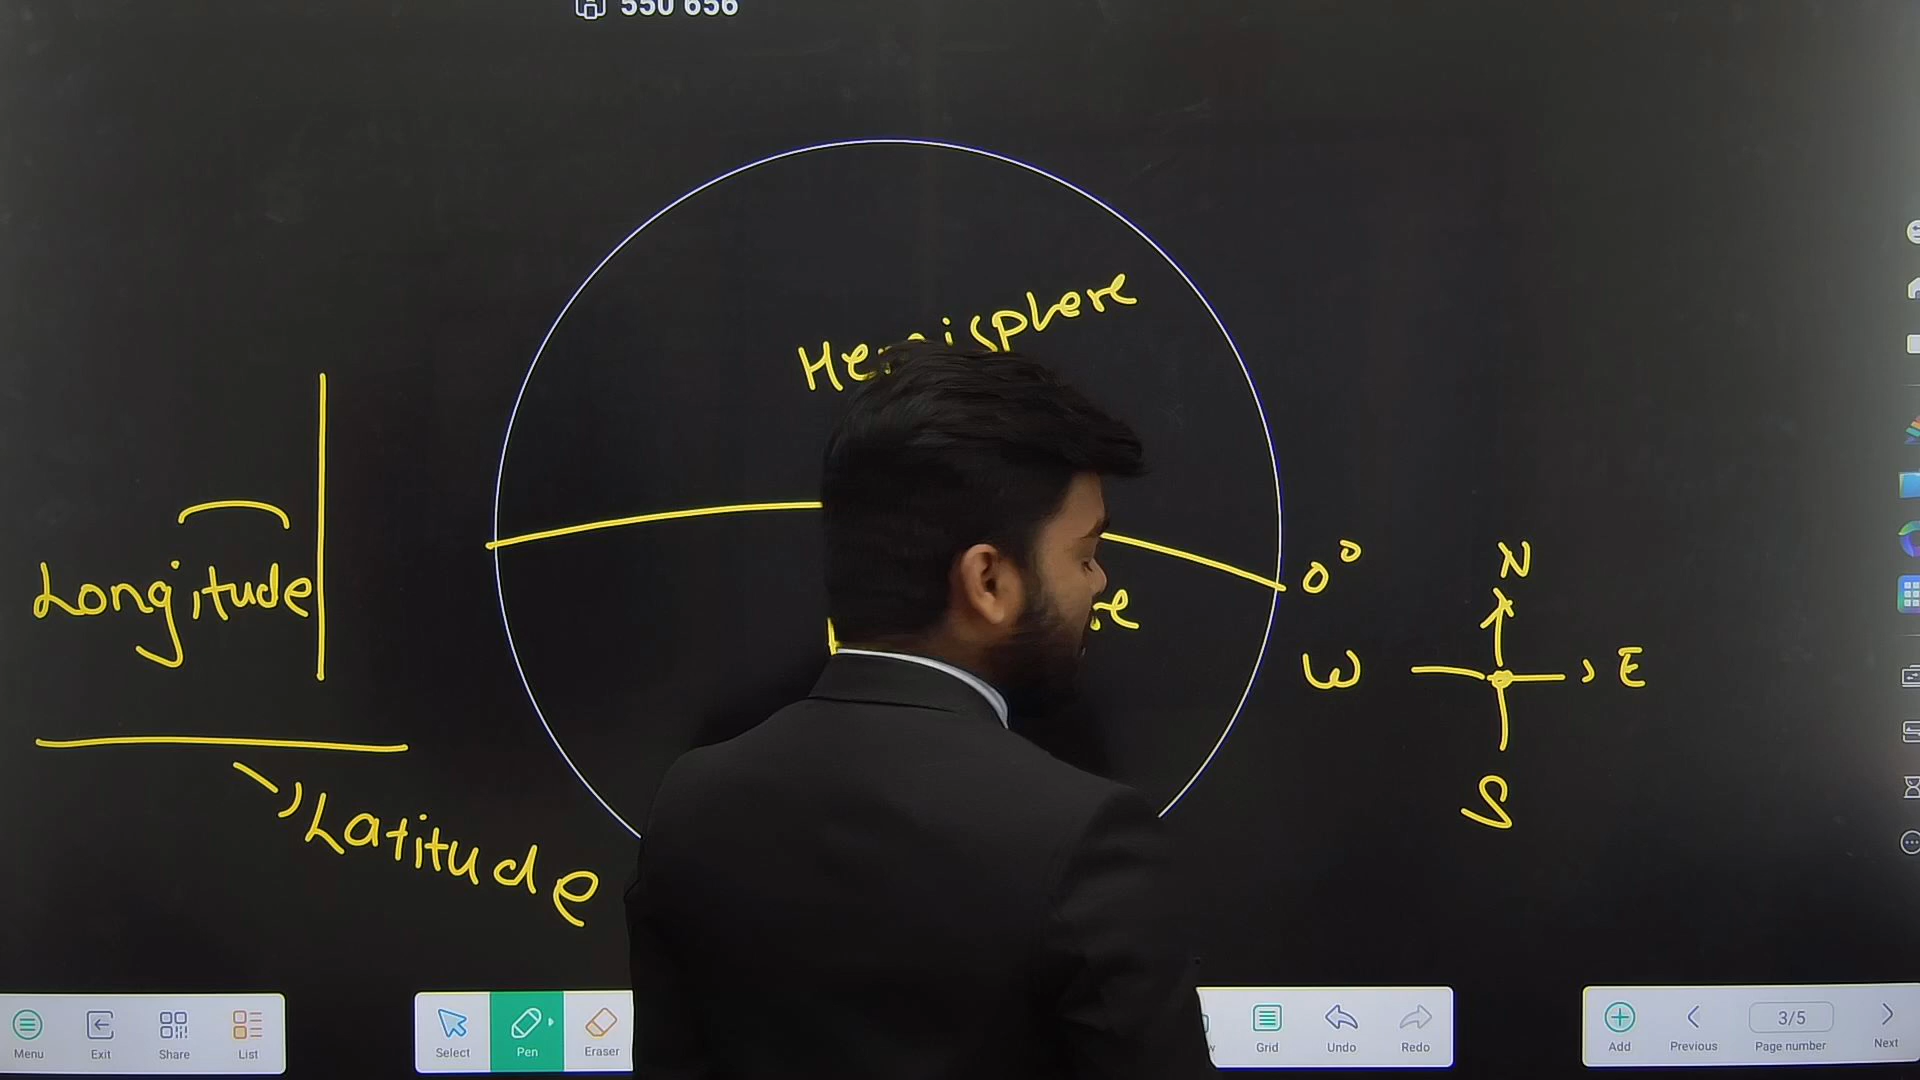 550 656
Hemisphere
0°
N
W
E
S
Longitude
Latitude
Menu
Exit
Share
List
Select
Pen
Eraser
Grid
Undo
Redo
Add
Previous
3/5
Page number
Next